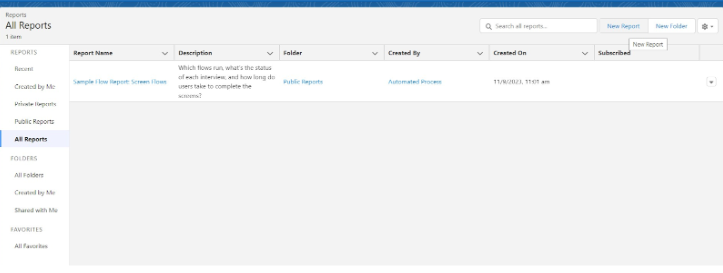 Reports
All Reports
1 item
Search all reports...
New Report
New Folder
New Report
REPORTS
Recent
Created by Me
Private Reports
Public Reports
All Reports
FOLDERS
All Folders
Created by Me
Shared with Me
FAVORITES
All Favorites
Report Name
Description
Folder
Created By
Created On
Subscribed
Sample Flow Report: Screen Flows
Which flows run, what's the status
of each interview, and how long do
users take to complete the
screens?
Public Reports
Automated Process
11/9/2023, 11:01 am